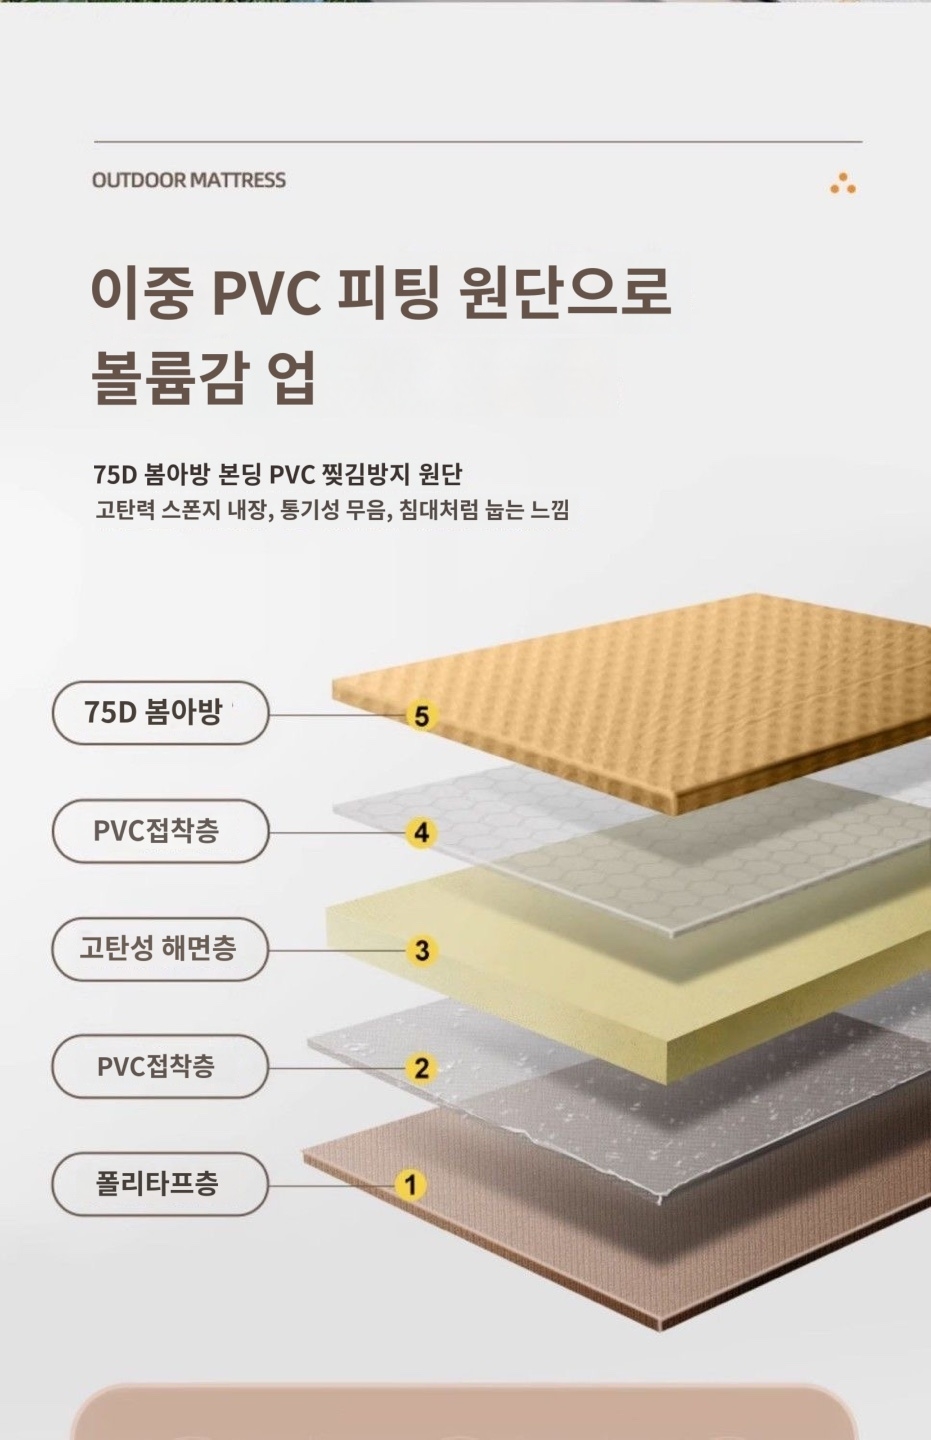 OUTDOOR MATTRESS
이중 PVC 피팅 원단으로
볼륨감 업
75D 봄아방 본딩 PVC 찢김방지 원단
고탄력 스폰지 내장, 통기성 무음, 침대처럼 눕는 느낌
75D 봄아방
5
PVC접착층
4
고탄성 해면층
3
PVC접착층
2
폴리타프층
1